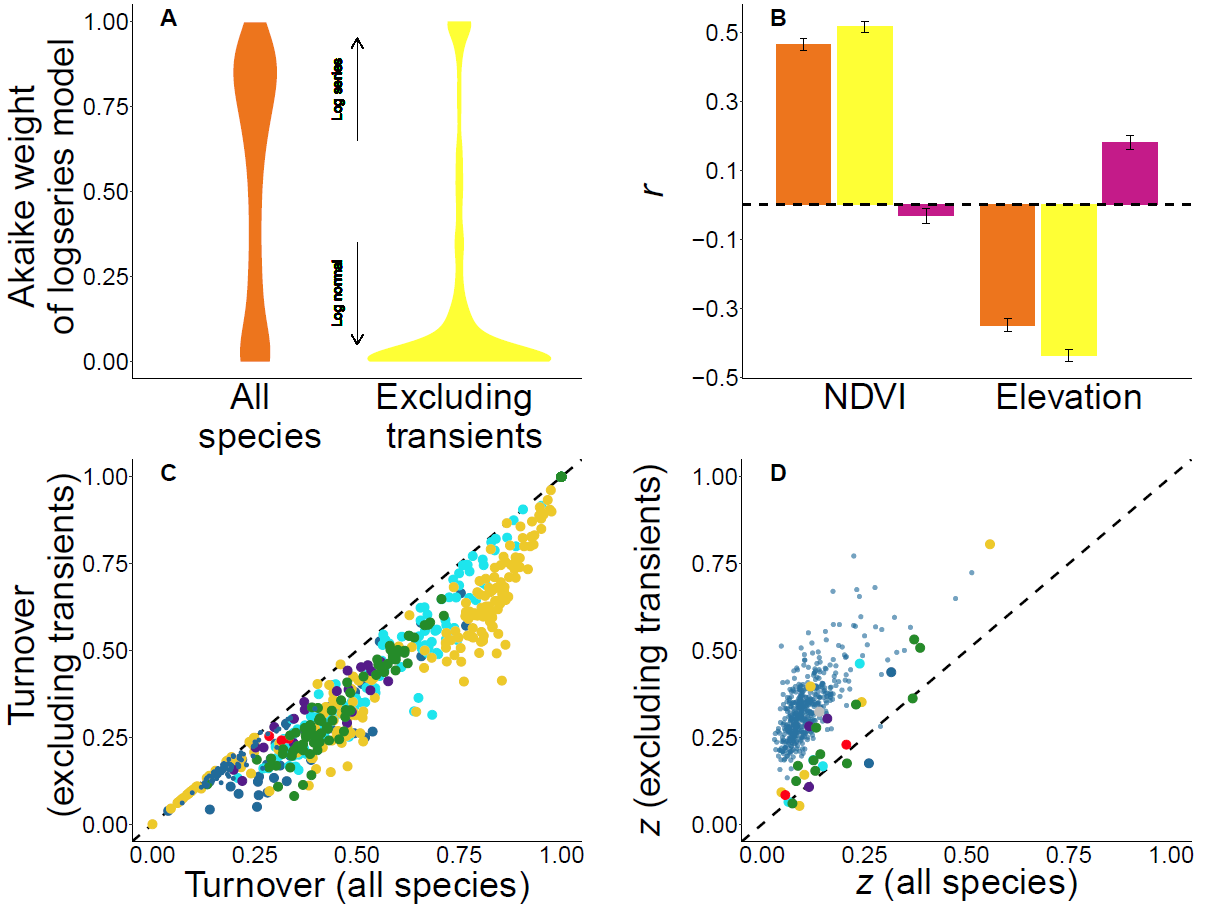 A
Akaike weight
of logseries model
1.00
0.75
0.50
0.25
0.00
Log series
Log normal
All
species
Excluding
transients
B
r
0.5
0.3
0.1
−0.1
−0.3
−0.5
NDVI
Elevation
C
Turnover
(excluding transients)
1.00
0.75
0.50
0.25
0.00
0.00 0.25 0.50 0.75 1.00
Turnover (all species)
D
z (excluding transients)
1.00
0.75
0.50
0.25
0.00
0.00 0.25 0.50 0.75 1.00
z (all species)